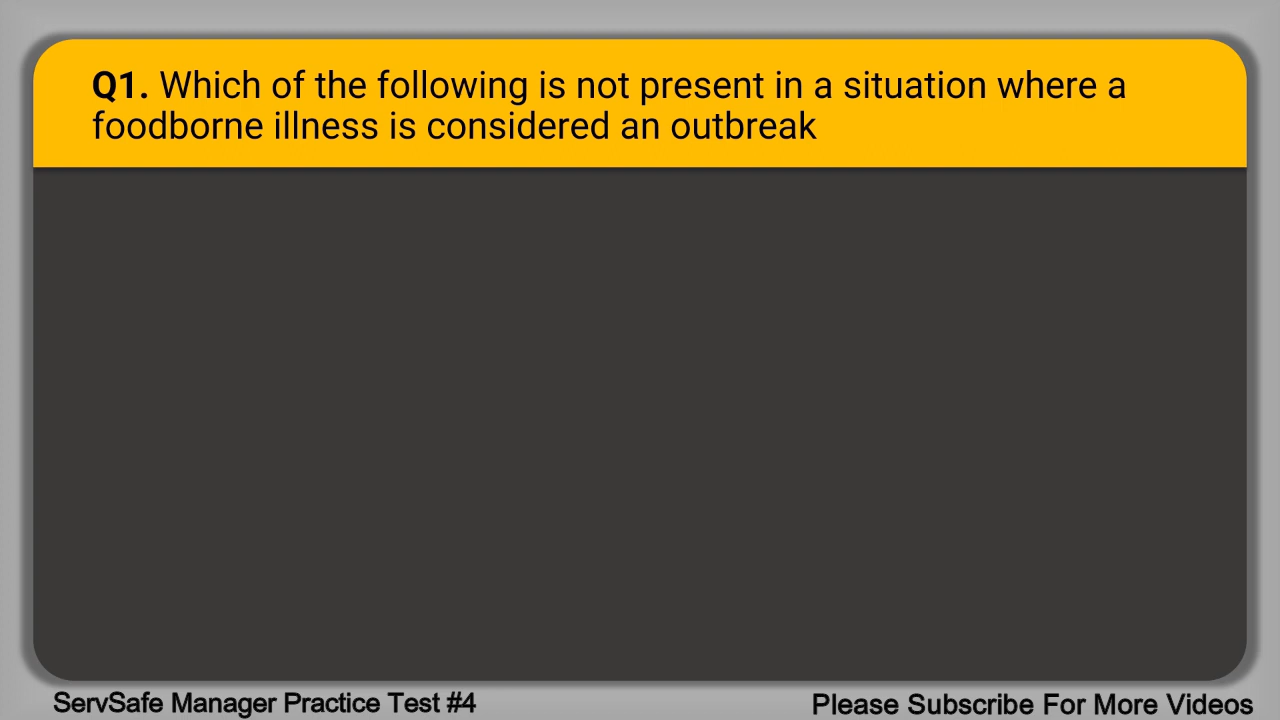 Q1. Which of the following is not present in a situation where a
foodborne illness is considered an outbreak
ServSafe Manager Practice Test #4
Please Subscribe For More Videos